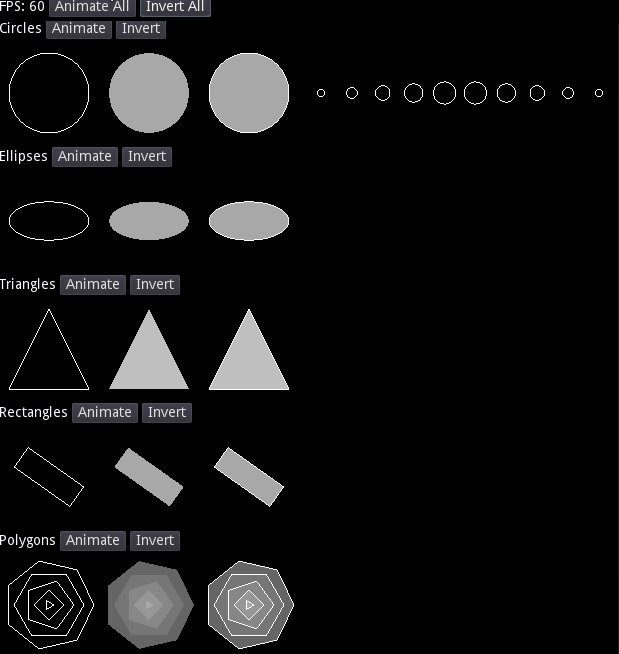 FPS: 60 Animate All Invert All
Circles Animate Invert
Ellipses Animate Invert
Triangles Animate Invert
Rectangles Animate Invert
Polygons Animate Invert